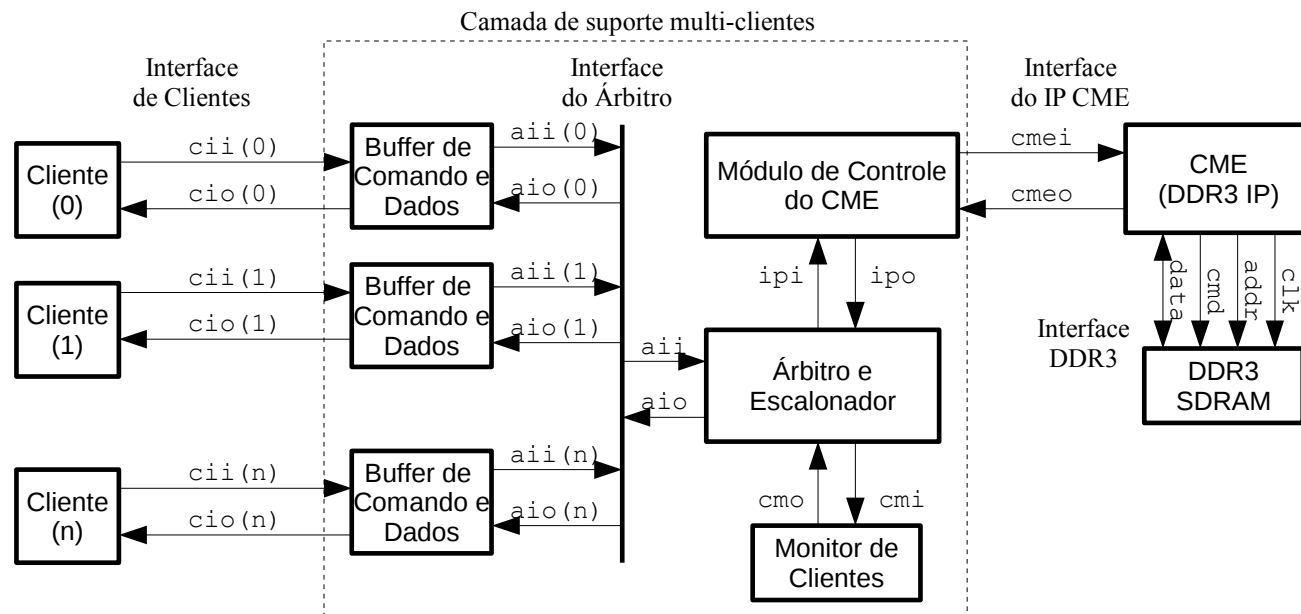 Camada de suporte multi-clientes
Interface
de Clientes
Interface
do Árbitro
Interface
do IP CME
Cliente
(0)
cii(0)
cio(0)
Buffer de
Comando e
Dados
aii(0)
aio(0)
Módulo de Controle
do CME
cmei
cmeo
CME
(DDR3 IP)
Cliente
(1)
cii(1)
cio(1)
Buffer de
Comando e
Dados
aii(1)
aio(1)
ipi
ipo
data
cmd
addr
clk
Interface
DDR3
DDR3
SDRAM
aii
aio
Árbitro e
Escalonador
Cliente
(n)
cii(n)
cio(n)
Buffer de
Comando e
Dados
aii(n)
aio(n)
cmo
cmi
Monitor de
Clientes